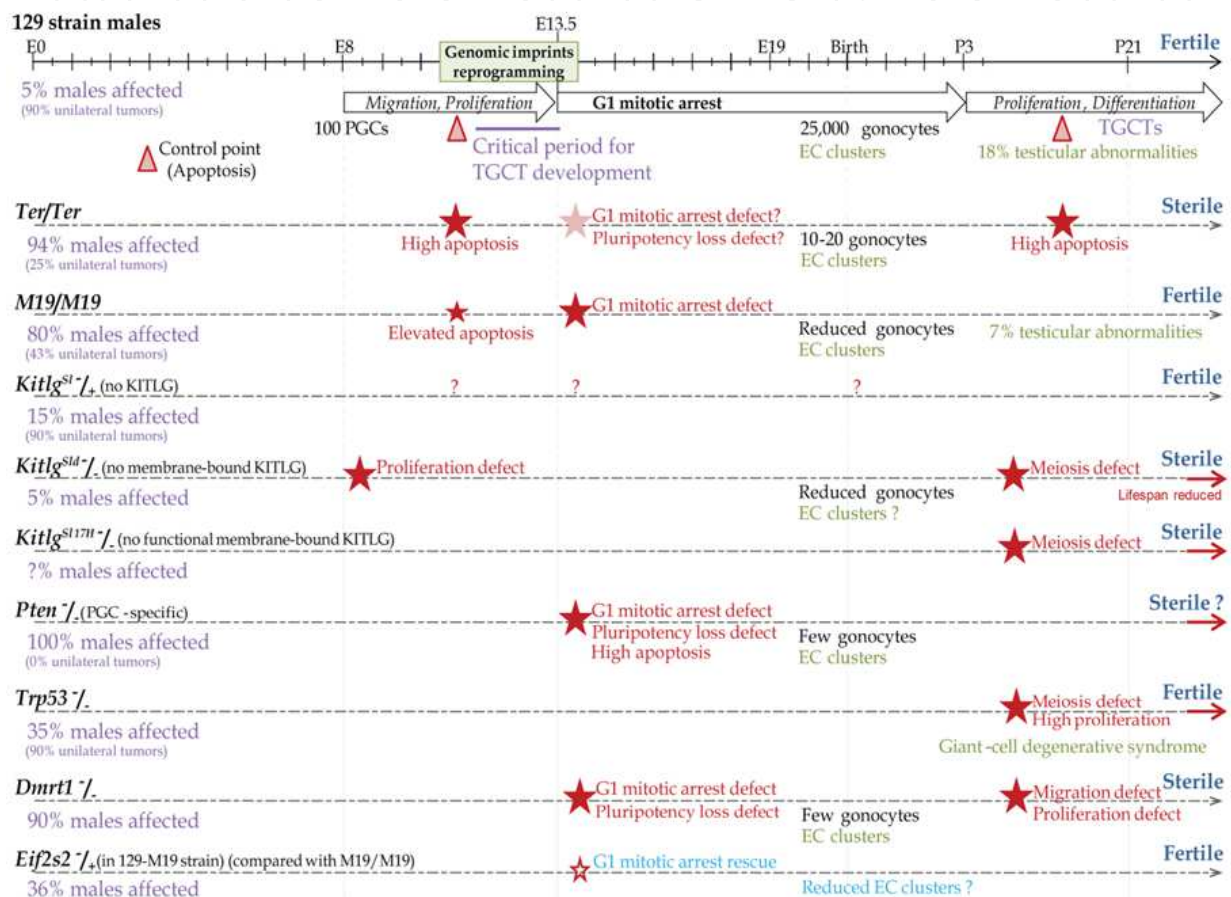 129 strain males
E13.5
E0
E8
Genomic imprints
reprogramming
E19
Birth
P3
P21
Fertile
5% males affected
(90% unilateral tumors)
Migration, Proliferation
G1 mitotic arrest
Proliferation, Differentiation
100 PGCs
25,000 gonocytes
TGCTs
Control point
(Apoptosis)
Critical period for
TGCT development
EC clusters
18% testicular abnormalities
Ter/Ter
Sterile
94% males affected
(25% unilateral tumors)
High apoptosis
G1 mitotic arrest defect?
Pluripotency loss defect?
10-20 gonocytes
EC clusters
High apoptosis
M19/M19
Fertile
80% males affected
(43% unilateral tumors)
Elevated apoptosis
G1 mitotic arrest defect
Reduced gonocytes
EC clusters
7% testicular abnormalities
Kitlg^Sl-/+ (no KITLG)
? ? ?
Fertile
15% males affected
(90% unilateral tumors)
Kitlg^Sld-/- (no membrane-bound KITLG)
Proliferation defect
Meiosis defect
Sterile
5% males affected
Reduced gonocytes
EC clusters ?
Lifespan reduced
Kitlg^Sl17H-/- (no functional membrane-bound KITLG)
Meiosis defect
Sterile
?% males affected
Pten-/- (PGC-specific)
Sterile ?
100% males affected
(0% unilateral tumors)
G1 mitotic arrest defect
Pluripotency loss defect
High apoptosis
Few gonocytes
EC clusters
Trp53-/-
Fertile
35% males affected
(90% unilateral tumors)
Meiosis defect
High proliferation
Giant-cell degenerative syndrome
Dmrt1-/-
Sterile
90% males affected
G1 mitotic arrest defect
Pluripotency loss defect
Few gonocytes
EC clusters
Migration defect
Proliferation defect
Eif2s2-/+ (in 129-M19 strain) (compared with M19/M19)
G1 mitotic arrest rescue
Fertile
36% males affected
Reduced EC clusters ?